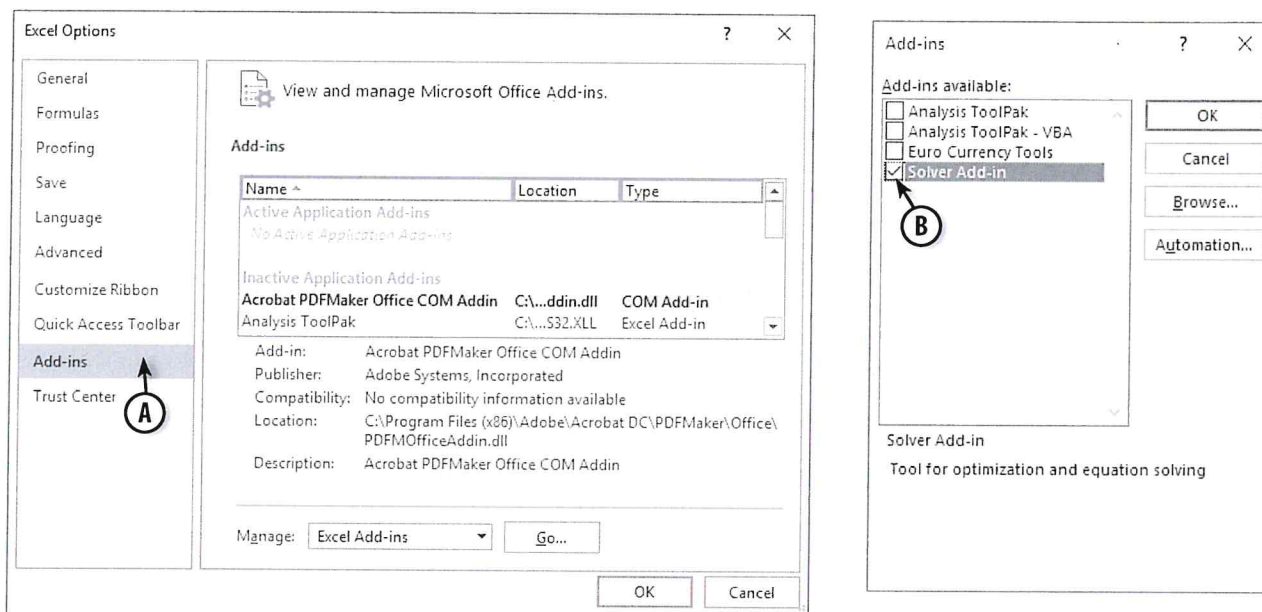 Excel Options ? ×
General
Formulas
Proofing
Save
Language
Advanced
Customize Ribbon
Quick Access Toolbar
Add-ins
Trust Center
A
View and manage Microsoft Office Add-ins.
Add-ins
Name Location Type
Active Application Add-ins
No Active Application Add-ins
Inactive Application Add-ins
Acrobat PDFMaker Office COM Addin C:\...ddin.dll COM Add-in
Analysis ToolPak C:\...S32.XLL Excel Add-in
Add-in: Acrobat PDFMaker Office COM Addin
Publisher: Adobe Systems, Incorporated
Compatibility: No compatibility information available
Location: C:\Program Files (x86)\Adobe\Acrobat DC\PDFMaker\Office\
PDFMOfficeAddin.dll
Description: Acrobat PDFMaker Office COM Addin
Manage: Excel Add-ins Go...
OK Cancel
Add-ins ? ×
Add-ins available:
Analysis ToolPak
Analysis ToolPak - VBA
Euro Currency Tools
Solver Add-in
B
OK
Cancel
Browse...
Automation...
Solver Add-in
Tool for optimization and equation solving